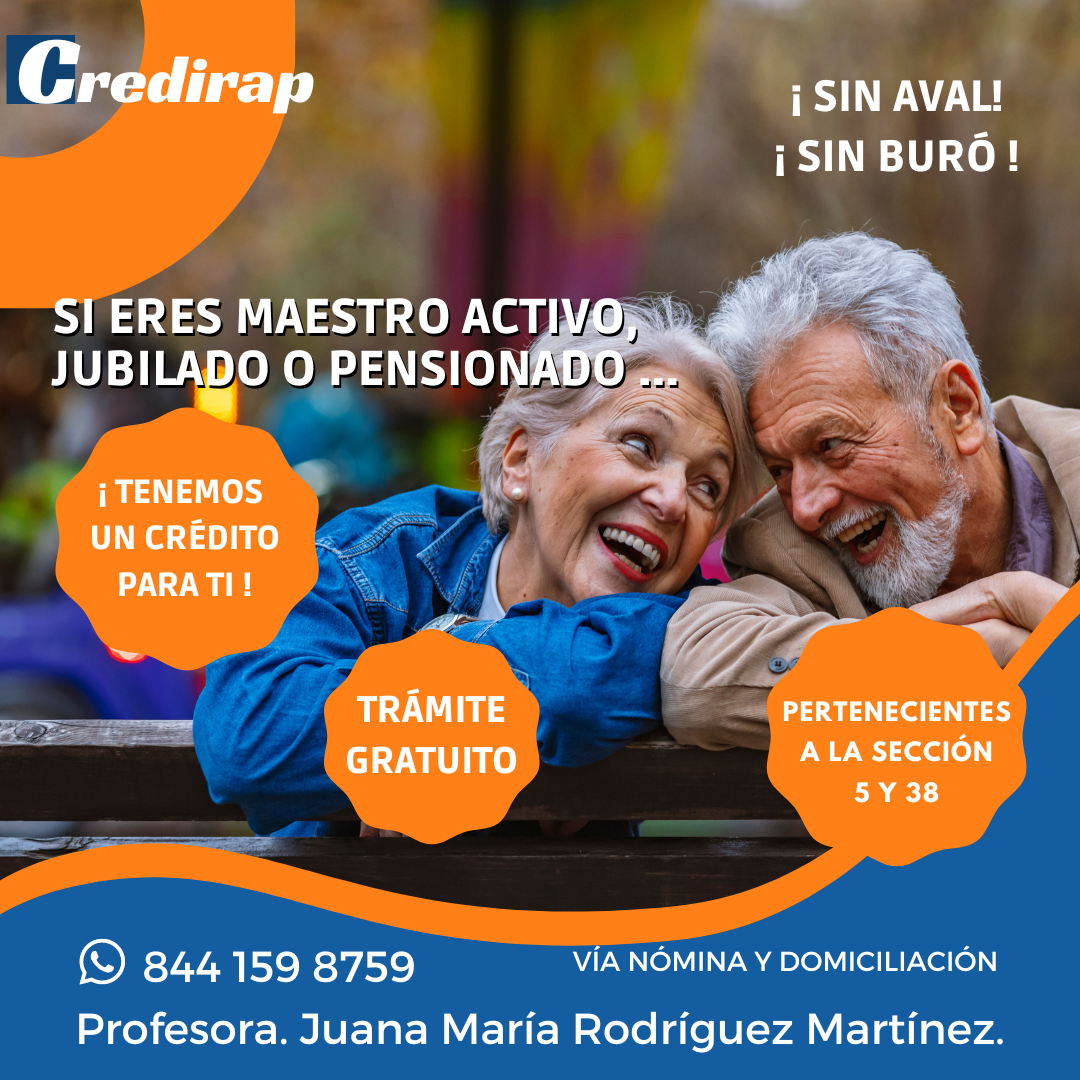 Credirap
¡ SIN AVAL!
¡ SIN BURÓ !
SI ERES MAESTRO ACTIVO,
JUBILADO O PENSIONADO ...
¡ TENEMOS
UN CRÉDITO
PARA TI !
TRÁMITE
GRATUITO
PERTENECIENTES
A LA SECCIÓN
5 Y 38
844 159 8759
VÍA NÓMINA Y DOMICILIACIÓN
Profesora. Juana María Rodríguez Martínez.